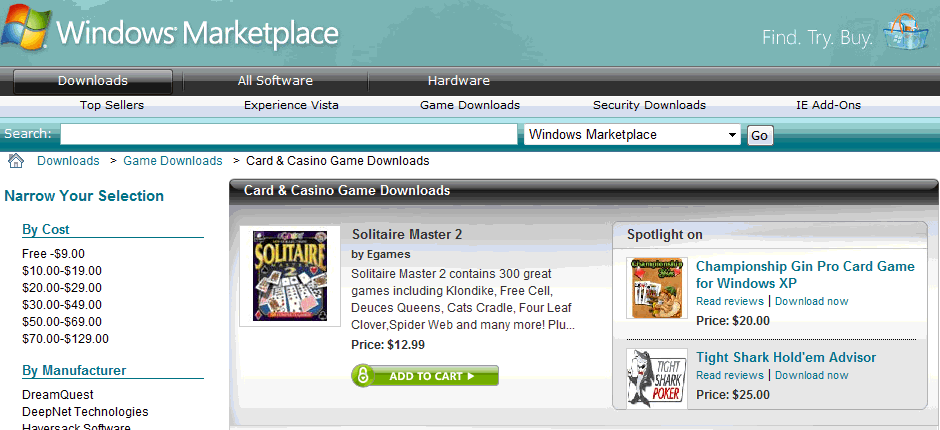 Windows Marketplace
Find. Try. Buy.
Downloads All Software Hardware
Top Sellers Experience Vista Game Downloads Security Downloads IE Add-Ons
Search: Windows Marketplace Go
Downloads > Game Downloads > Card & Casino Game Downloads
Narrow Your Selection
By Cost
Free -$9.00
$10.00-$19.00
$20.00-$29.00
$30.00-$49.00
$50.00-$69.00
$70.00-$129.00
By Manufacturer
DreamQuest
DeepNet Technologies
Haversack Software
Card & Casino Game Downloads
SOLITAIRE
MASTER
2
Solitaire Master 2
by Egames
Solitaire Master 2 contains 300 great
games including Klondike, Free Cell,
Deuces Queens, Cats Cradle, Four Leaf
Clover,Spider Web and many more! Plu...
Price: $12.99
ADD TO CART
Spotlight on
Championship
Championship Gin Pro Card Game
for Windows XP
Read reviews | Download now
Price: $20.00
TIGHT
SHARK
POKER
Tight Shark Hold'em Advisor
Read reviews | Download now
Price: $25.00